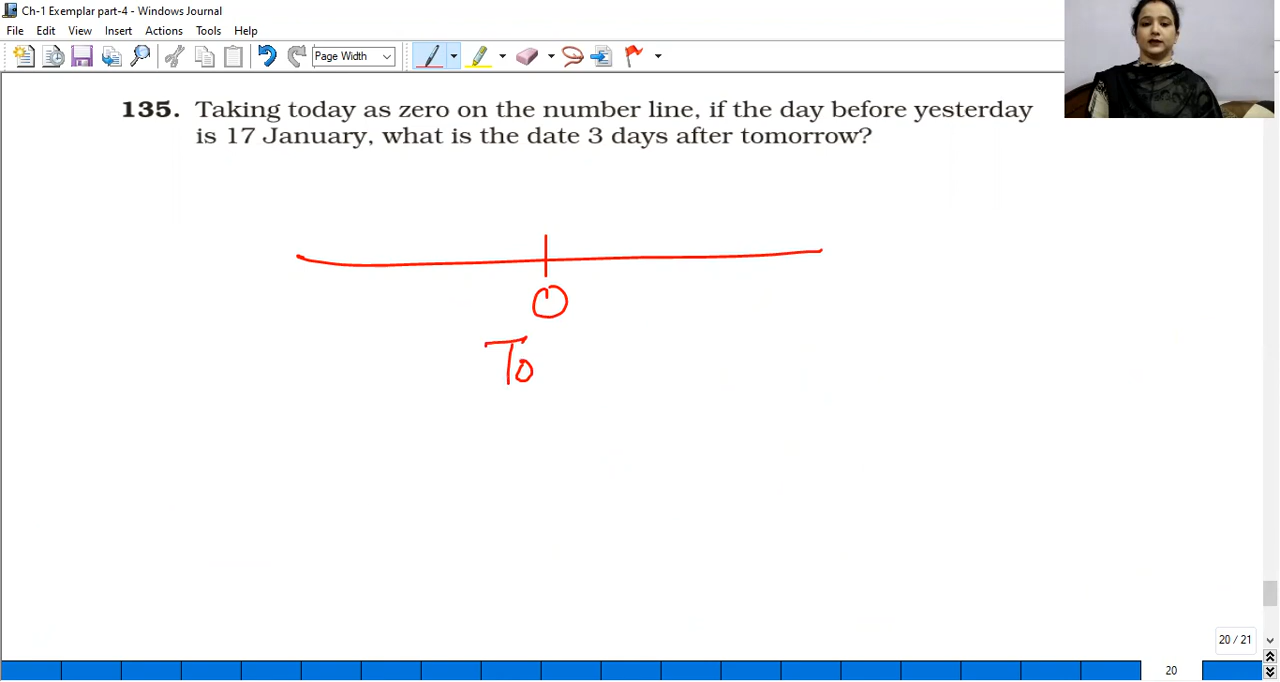 Ch-1 Exemplar part-4 - Windows Journal
File Edit View Insert Actions Tools Help
Page Width
135. Taking today as zero on the number line, if the day before yesterday
is 17 January, what is the date 3 days after tomorrow?
0
To
20 / 21
20